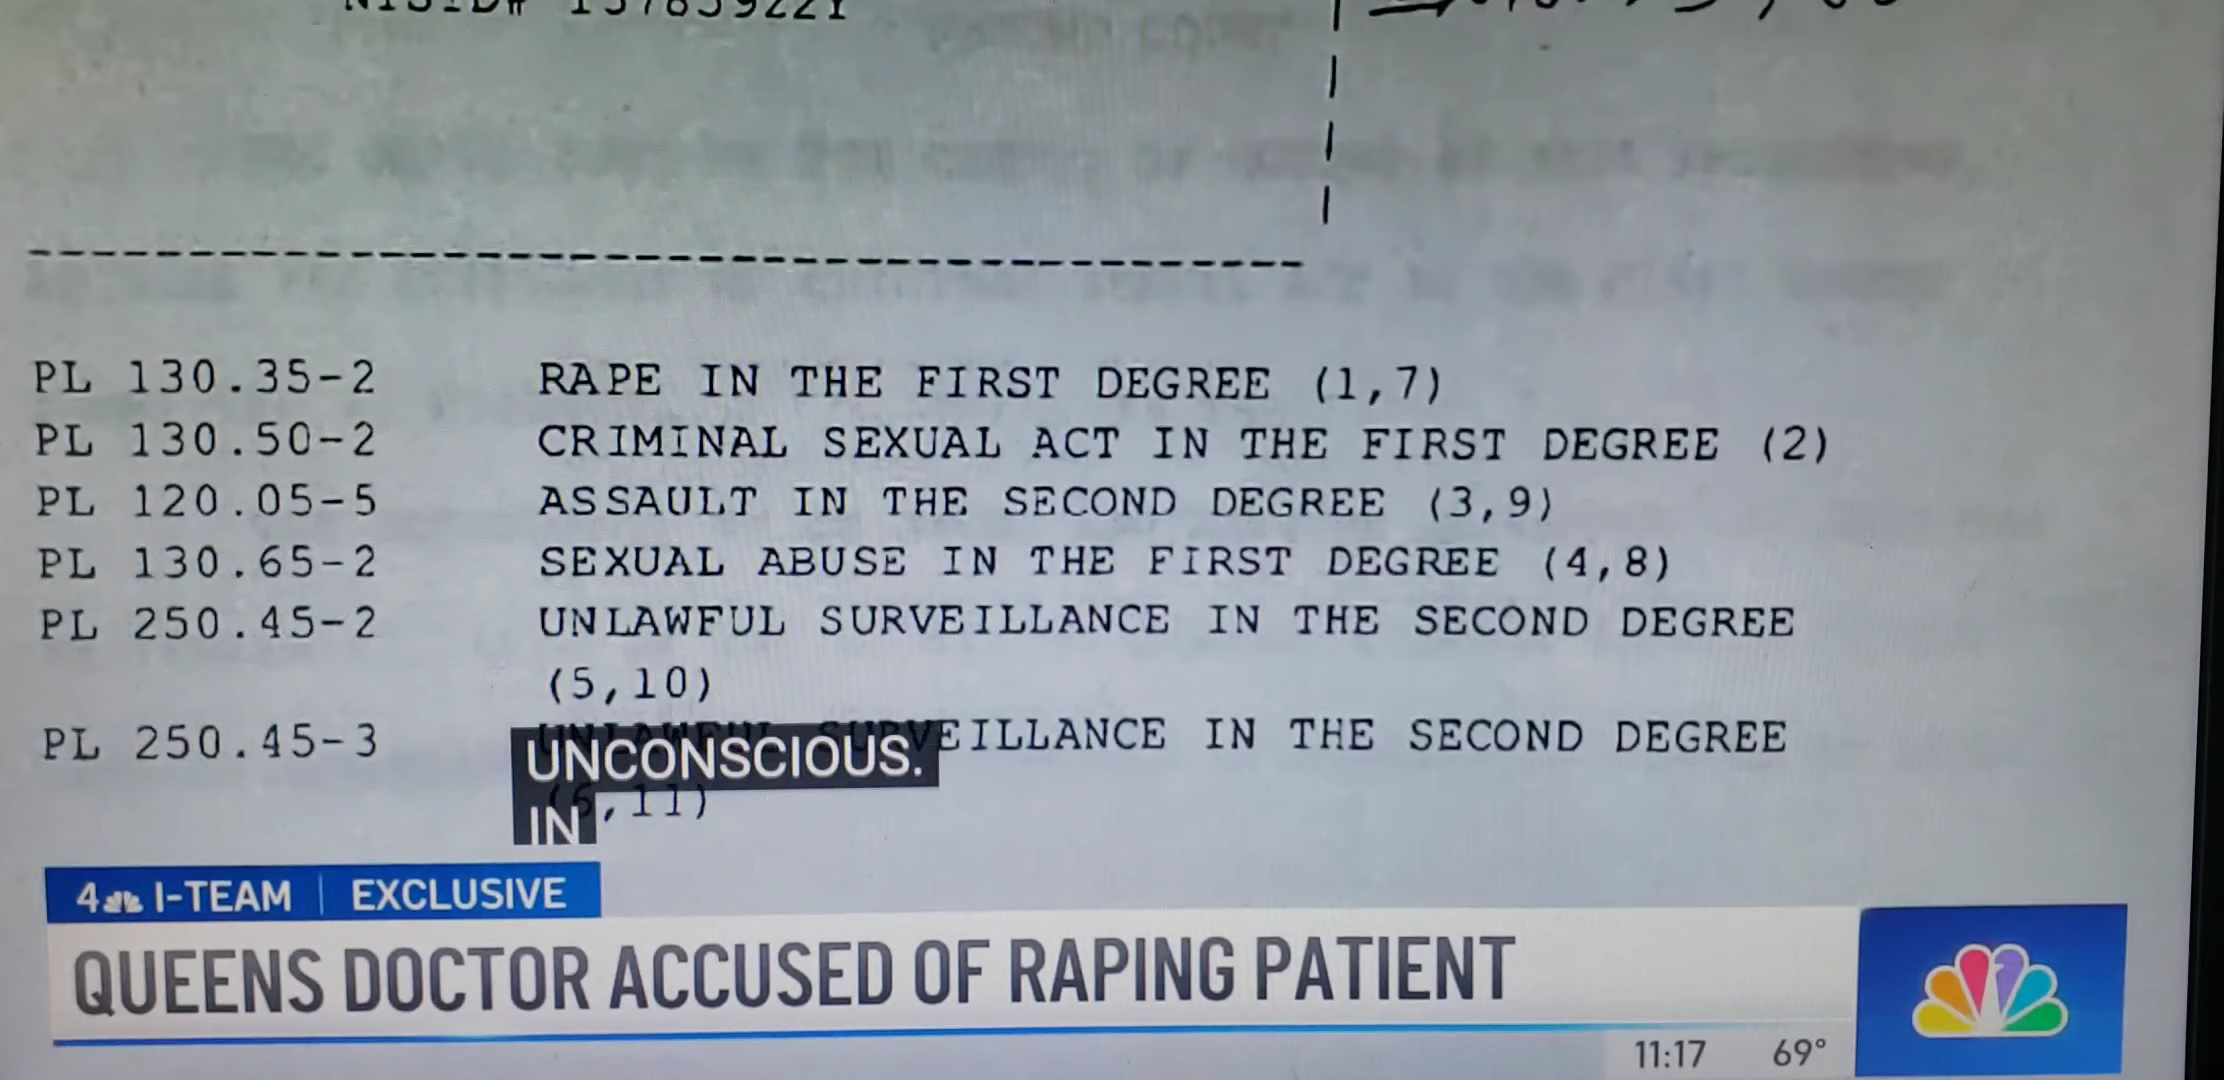 PL 130.35-2 RAPE IN THE FIRST DEGREE (1,7)
PL 130.50-2 CRIMINAL SEXUAL ACT IN THE FIRST DEGREE (2)
PL 120.05-5 ASSAULT IN THE SECOND DEGREE (3,9)
PL 130.65-2 SEXUAL ABUSE IN THE FIRST DEGREE (4,8)
PL 250.45-2 UNLAWFUL SURVEILLANCE IN THE SECOND DEGREE
(5,10)
PL 250.45-3 UNLAWFUL SURVEILLANCE IN THE SECOND DEGREE
(6,11)
UNCONSCIOUS.
IN
4 I-TEAM | EXCLUSIVE
QUEENS DOCTOR ACCUSED OF RAPING PATIENT
11:17 69°